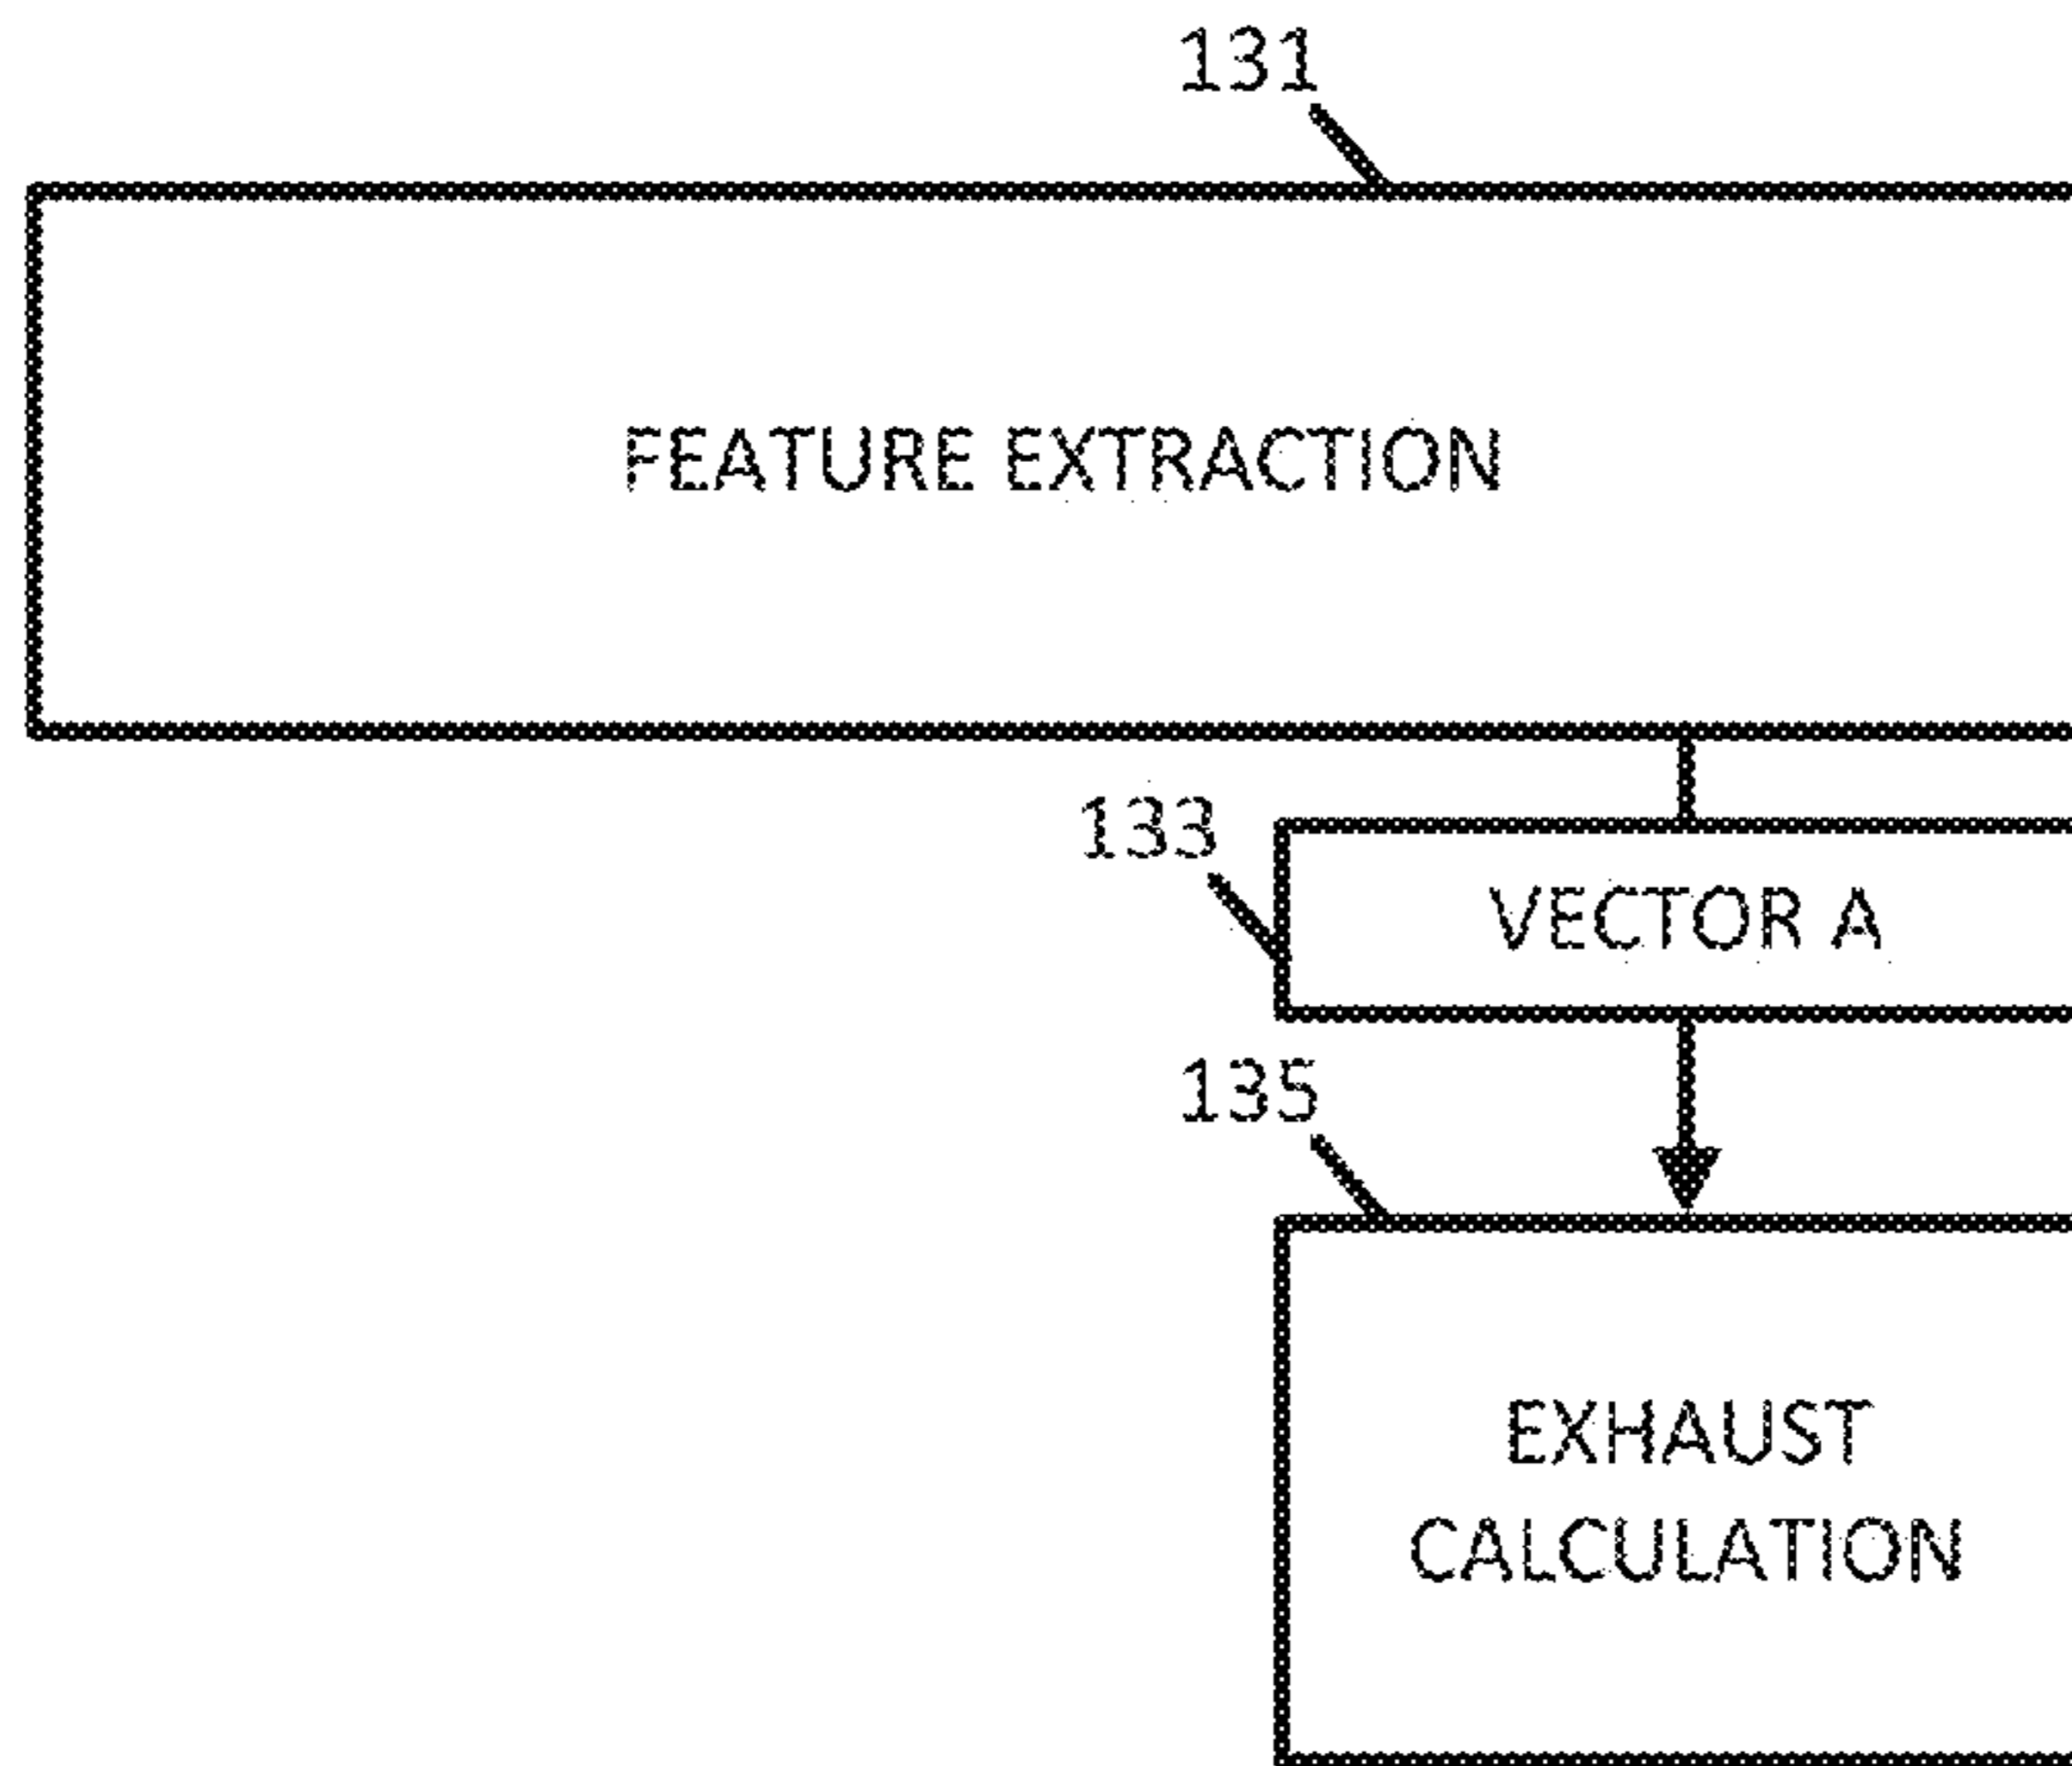 131
FEATURE EXTRACTION
133
VECTOR A
135
EXHAUST
CALCULATION